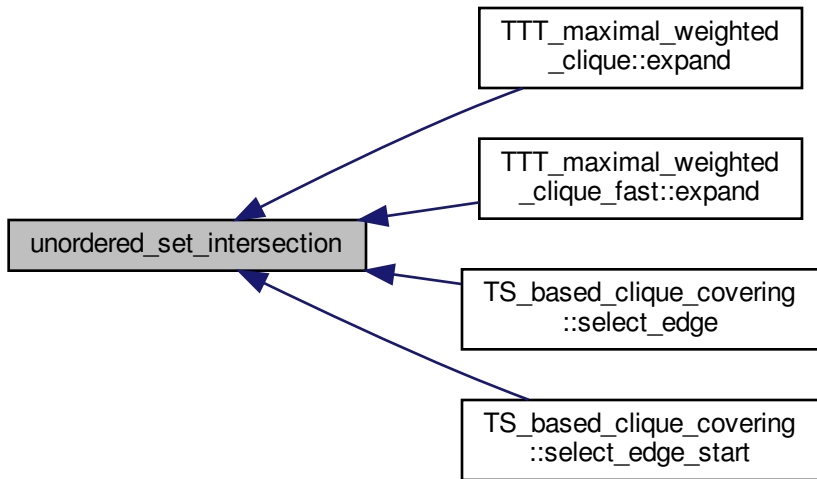 TTT_maximal_weighted
_clique::expand
TTT_maximal_weighted
_clique_fast::expand
unordered_set_intersection
TS_based_clique_covering
::select_edge
TS_based_clique_covering
::select_edge_start